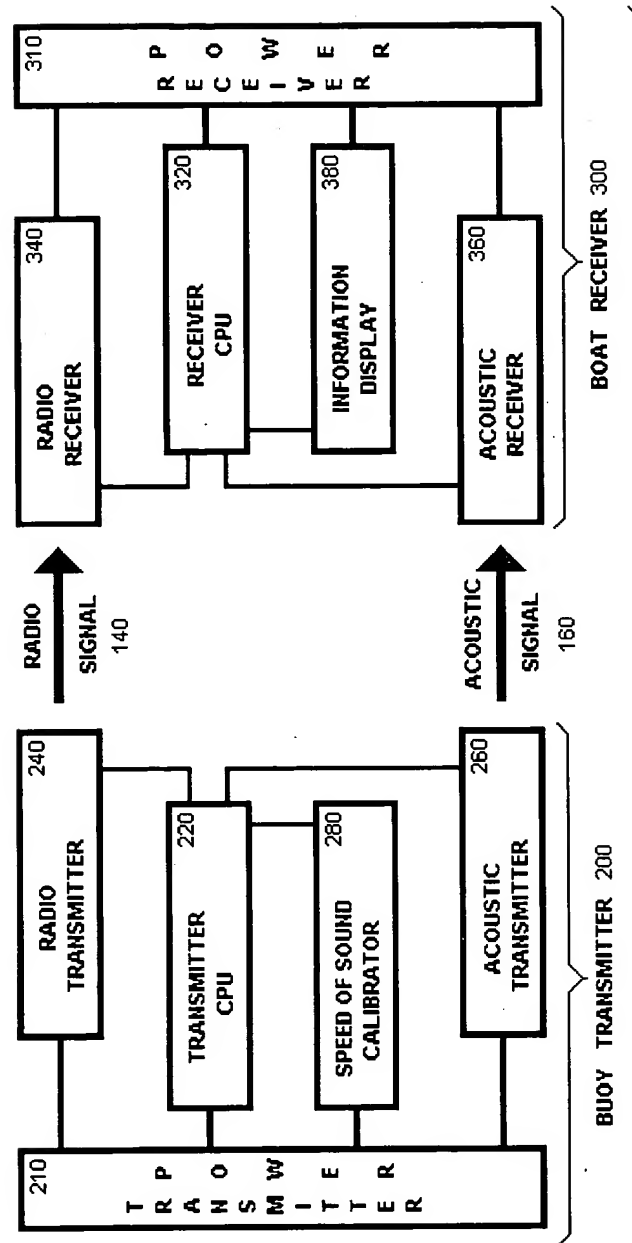 210
TRANSMITTER
POWER
RADIO
TRANSMITTER
240
TRANSMITTER
CPU
220
SPEED OF SOUND
CALIBRATOR
280
ACOUSTIC
TRANSMITTER
260
BUOY TRANSMITTER 200
RADIO
SIGNAL
140
ACOUSTIC
SIGNAL
160
RADIO
RECEIVER
340
RECEIVER
CPU
320
INFORMATION
DISPLAY
380
ACOUSTIC
RECEIVER
360
310
RECEIVER
POWER
BOAT RECEIVER 300